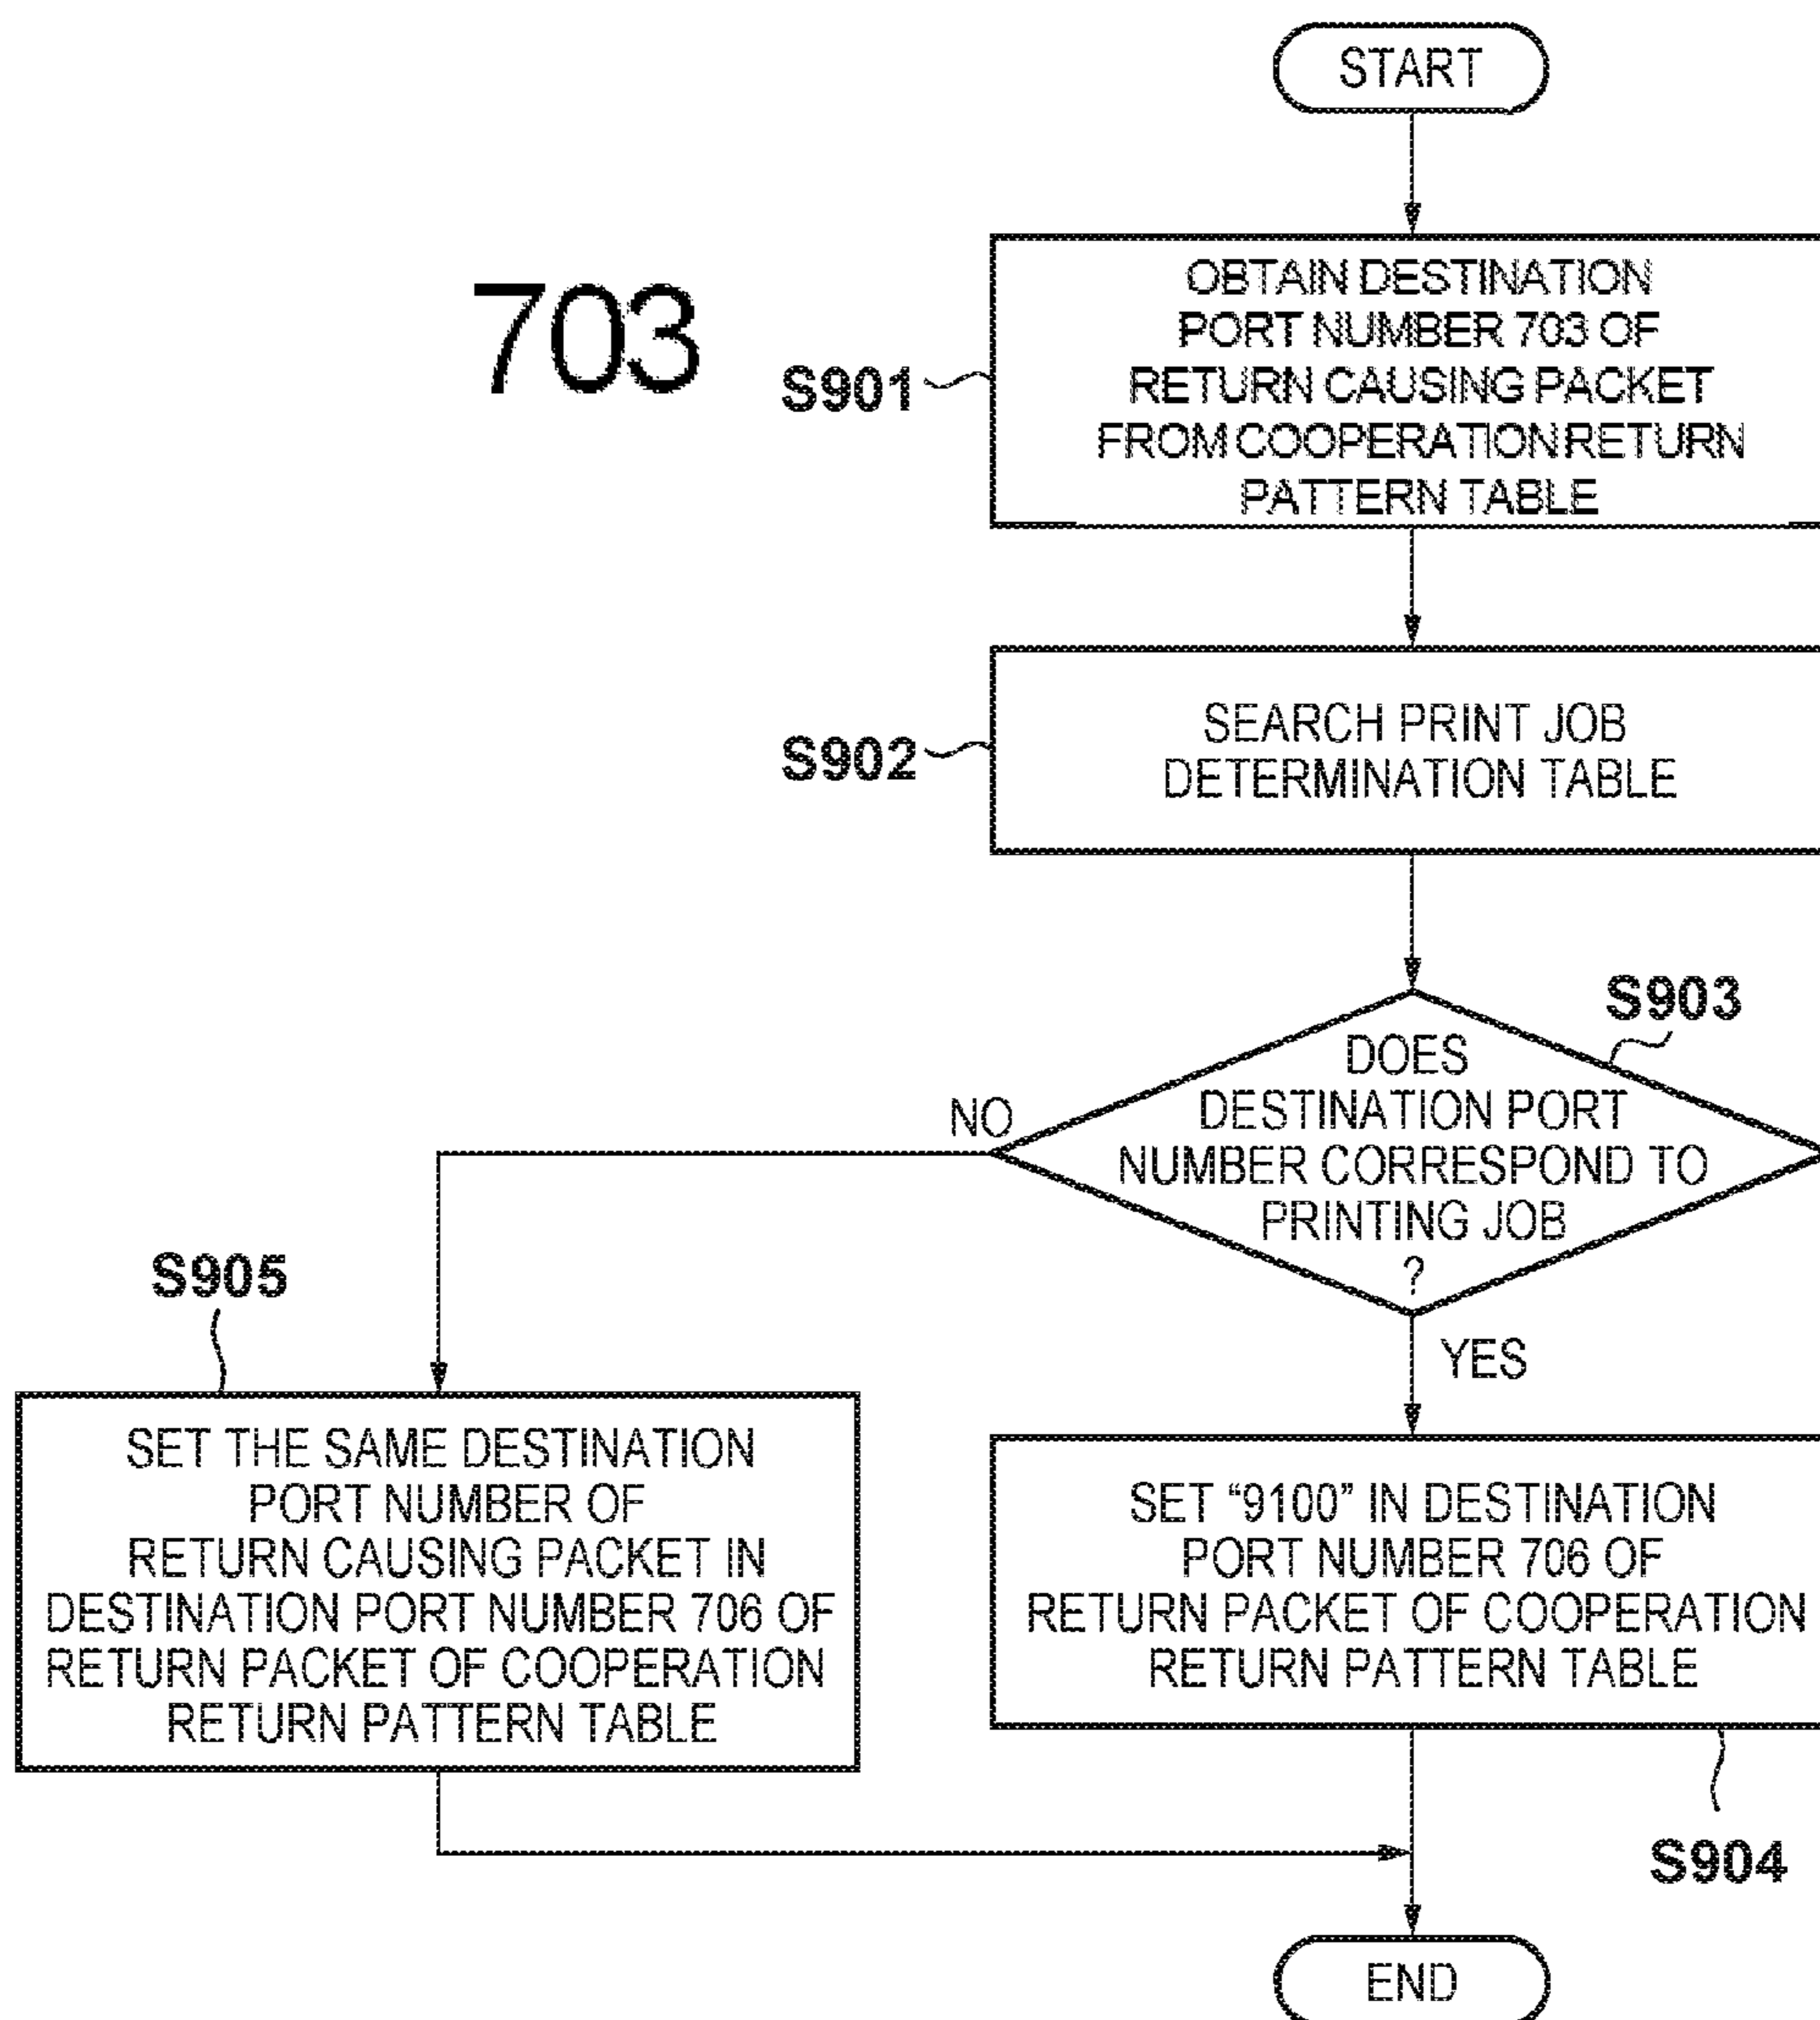 START
703
S901
OBTAIN DESTINATION
PORT NUMBER 703 OF
RETURN CAUSING PACKET
FROM COOPERATION RETURN
PATTERN TABLE
S902
SEARCH PRINT JOB
DETERMINATION TABLE
S903
DOES
DESTINATION PORT
NUMBER CORRESPOND TO
PRINTING JOB
?
NO
YES
S905
SET THE SAME DESTINATION
PORT NUMBER OF
RETURN CAUSING PACKET IN
DESTINATION PORT NUMBER 706 OF
RETURN PACKET OF COOPERATION
RETURN PATTERN TABLE
SET “9100” IN DESTINATION
PORT NUMBER 706 OF
RETURN PACKET OF COOPERATION
RETURN PATTERN TABLE
S904
END